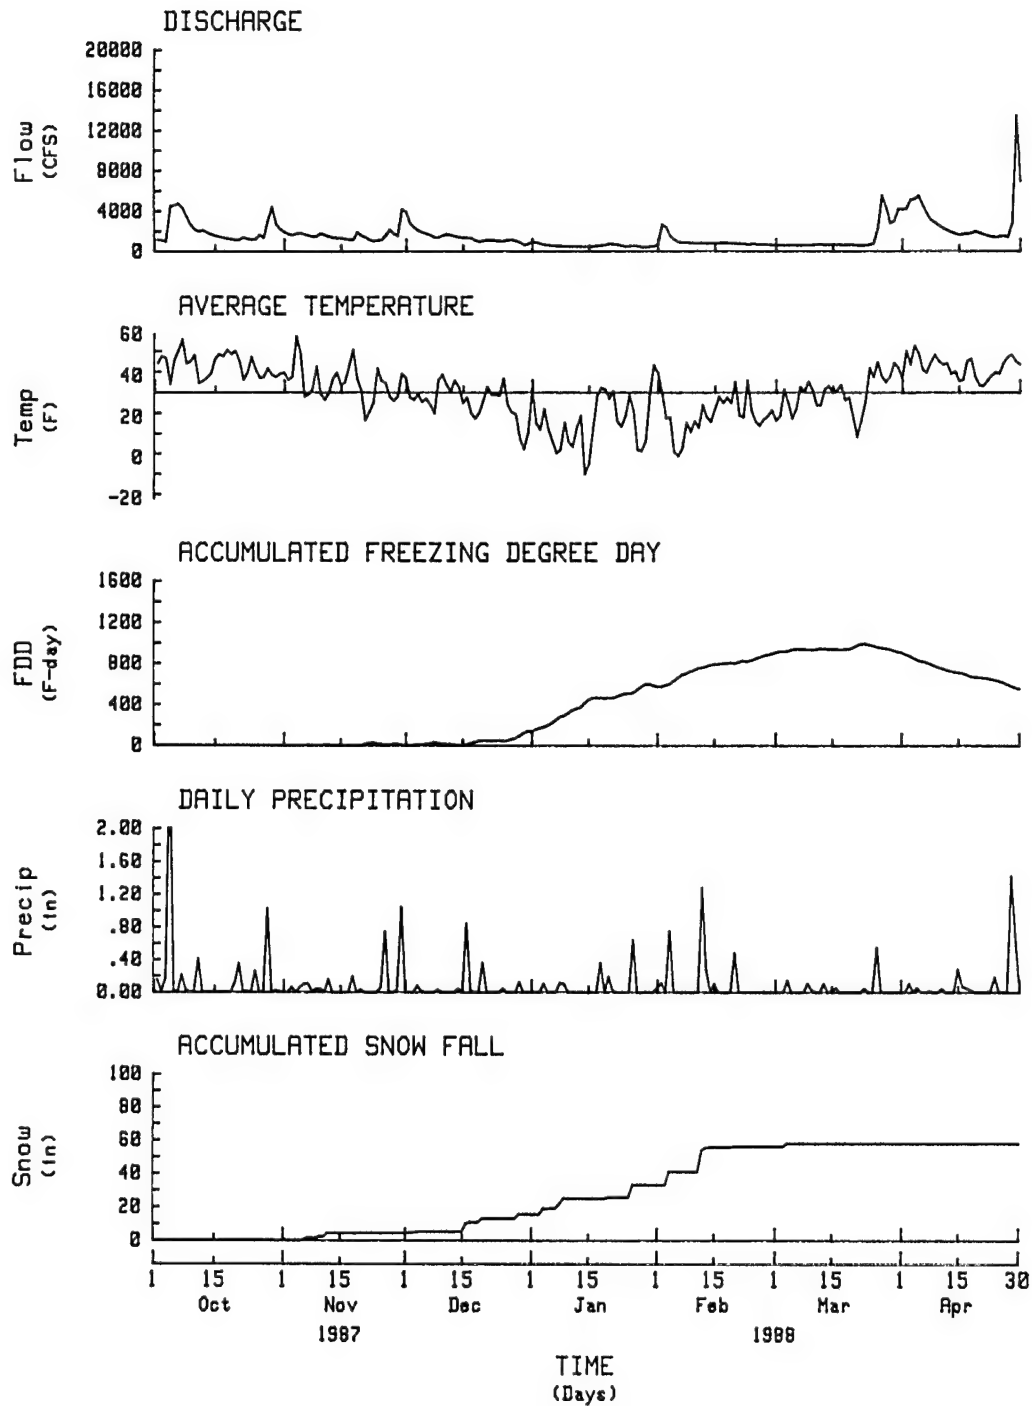 DISCHARGE
20000
16000
12000
8000
4000
0
Flow
(CFS)
AVERAGE TEMPERATURE
60
40
20
0
-20
Temp
(F)
ACCUMULATED FREEZING DEGREE DAY
1600
1200
800
400
0
FDD
(F-day)
DAILY PRECIPITATION
2.00
1.60
1.20
.80
.40
0.00
Precip
(in)
ACCUMULATED SNOW FALL
100
80
60
40
20
0
Snow
(in)
1 15 1 15 1 15 1 15 1 15 1 15 1 15 30
Oct Nov Dec Jan Feb Mar Apr
1987 1988
TIME
(Days)